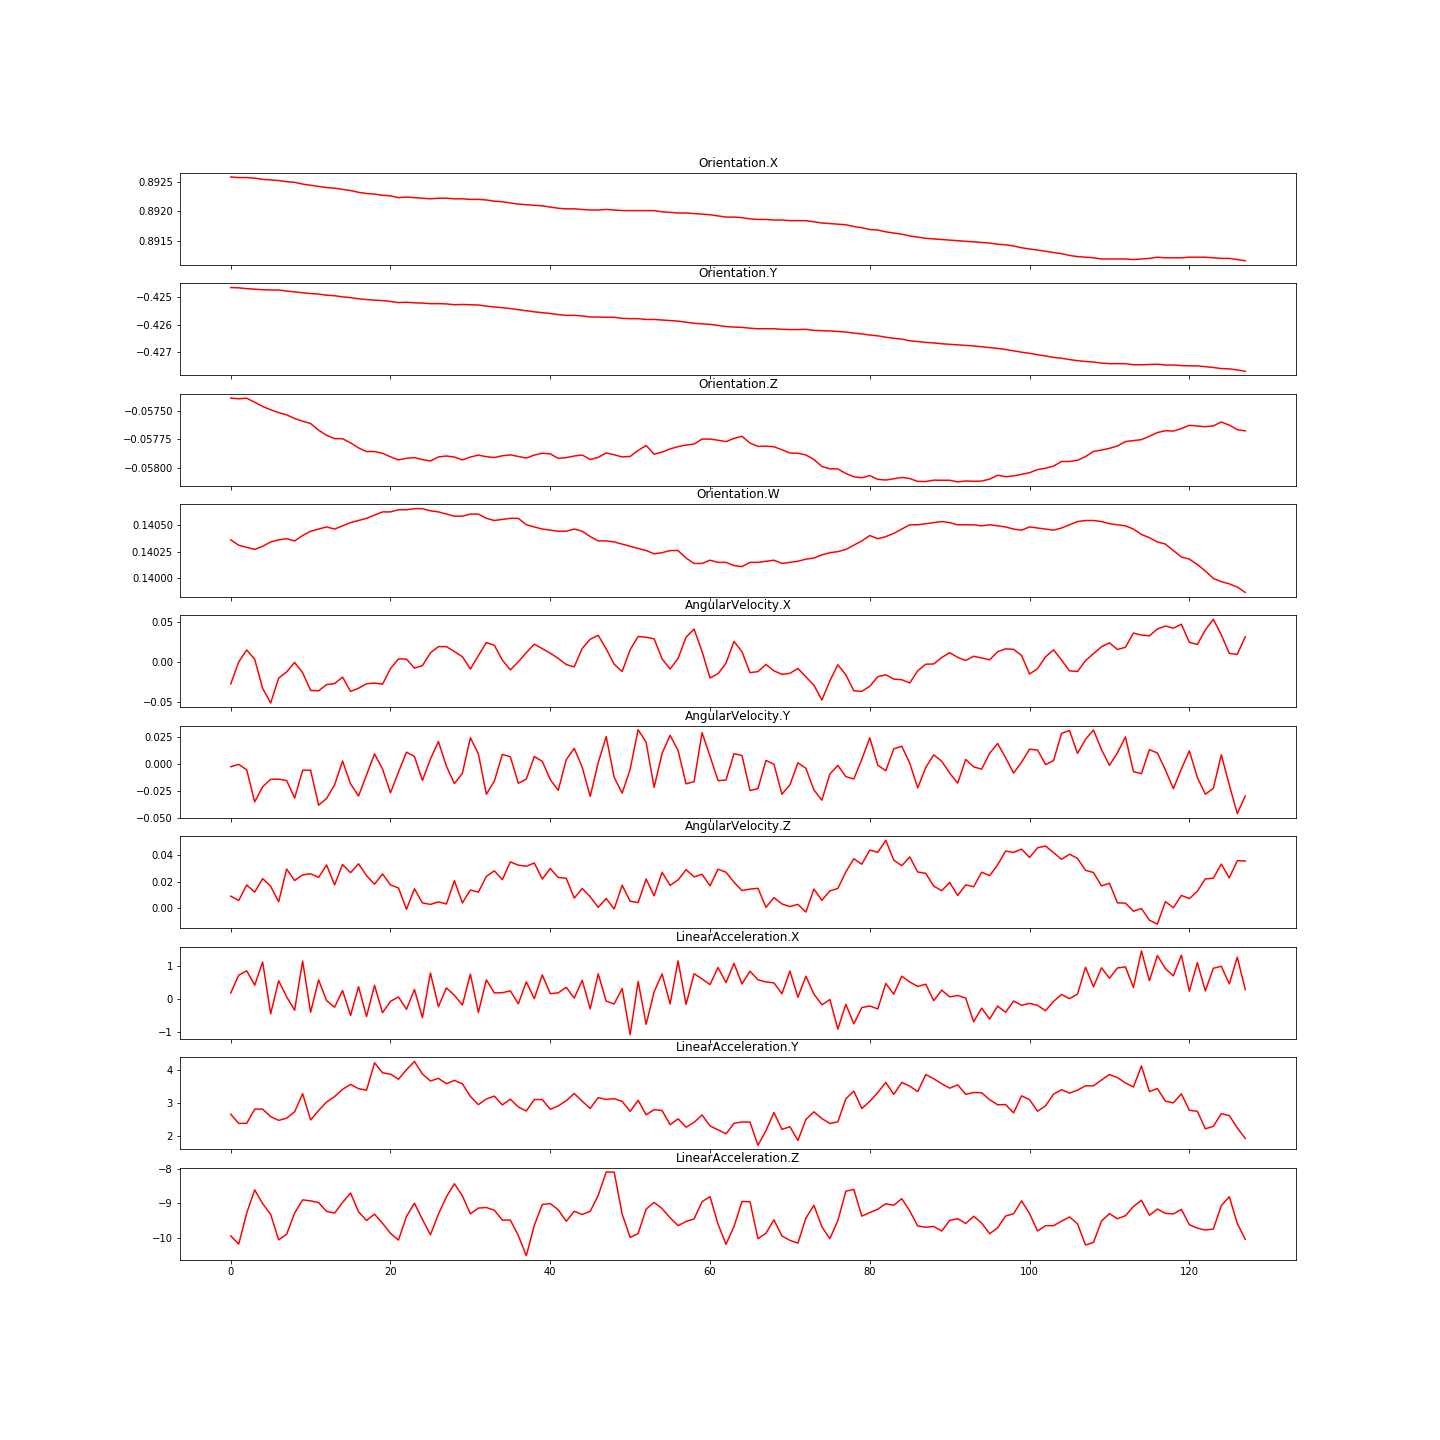 Orientation.X
0.8925
0.8920
0.8915
Orientation.Y
−0.425
−0.426
−0.427
Orientation.Z
−0.05750
−0.05775
−0.05800
Orientation.W
0.14050
0.14025
0.14000
AngularVelocity.X
0.05
0.00
−0.05
AngularVelocity.Y
0.025
0.000
−0.025
−0.050
AngularVelocity.Z
0.04
0.02
0.00
LinearAcceleration.X
1
0
−1
LinearAcceleration.Y
4
3
2
LinearAcceleration.Z
−8
−9
−10
0 20 40 60 80 100 120